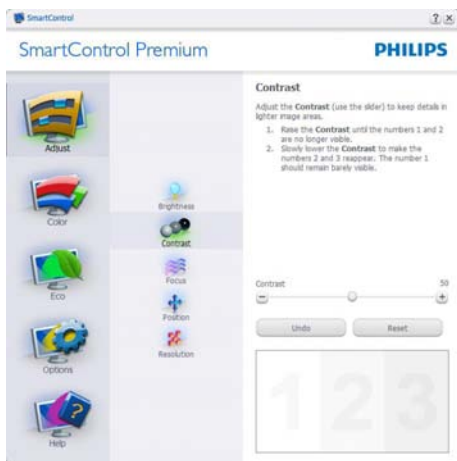 SmartControl
SmartControl Premium
PHILIPS
Adjust
Color
Eco
Options
Help
Brightness
Contrast
Focus
Position
Resolution
Contrast
Adjust the Contrast (use the slider) to keep details in
lighter image areas.
1. Raise the Contrast until the numbers 1 and 2
are no longer visible.
2. Slowly lower the Contrast to make the
numbers 2 and 3 reappear. The number 1
should remain barely visible.
Contrast 50
Undo Reset
1 2 3